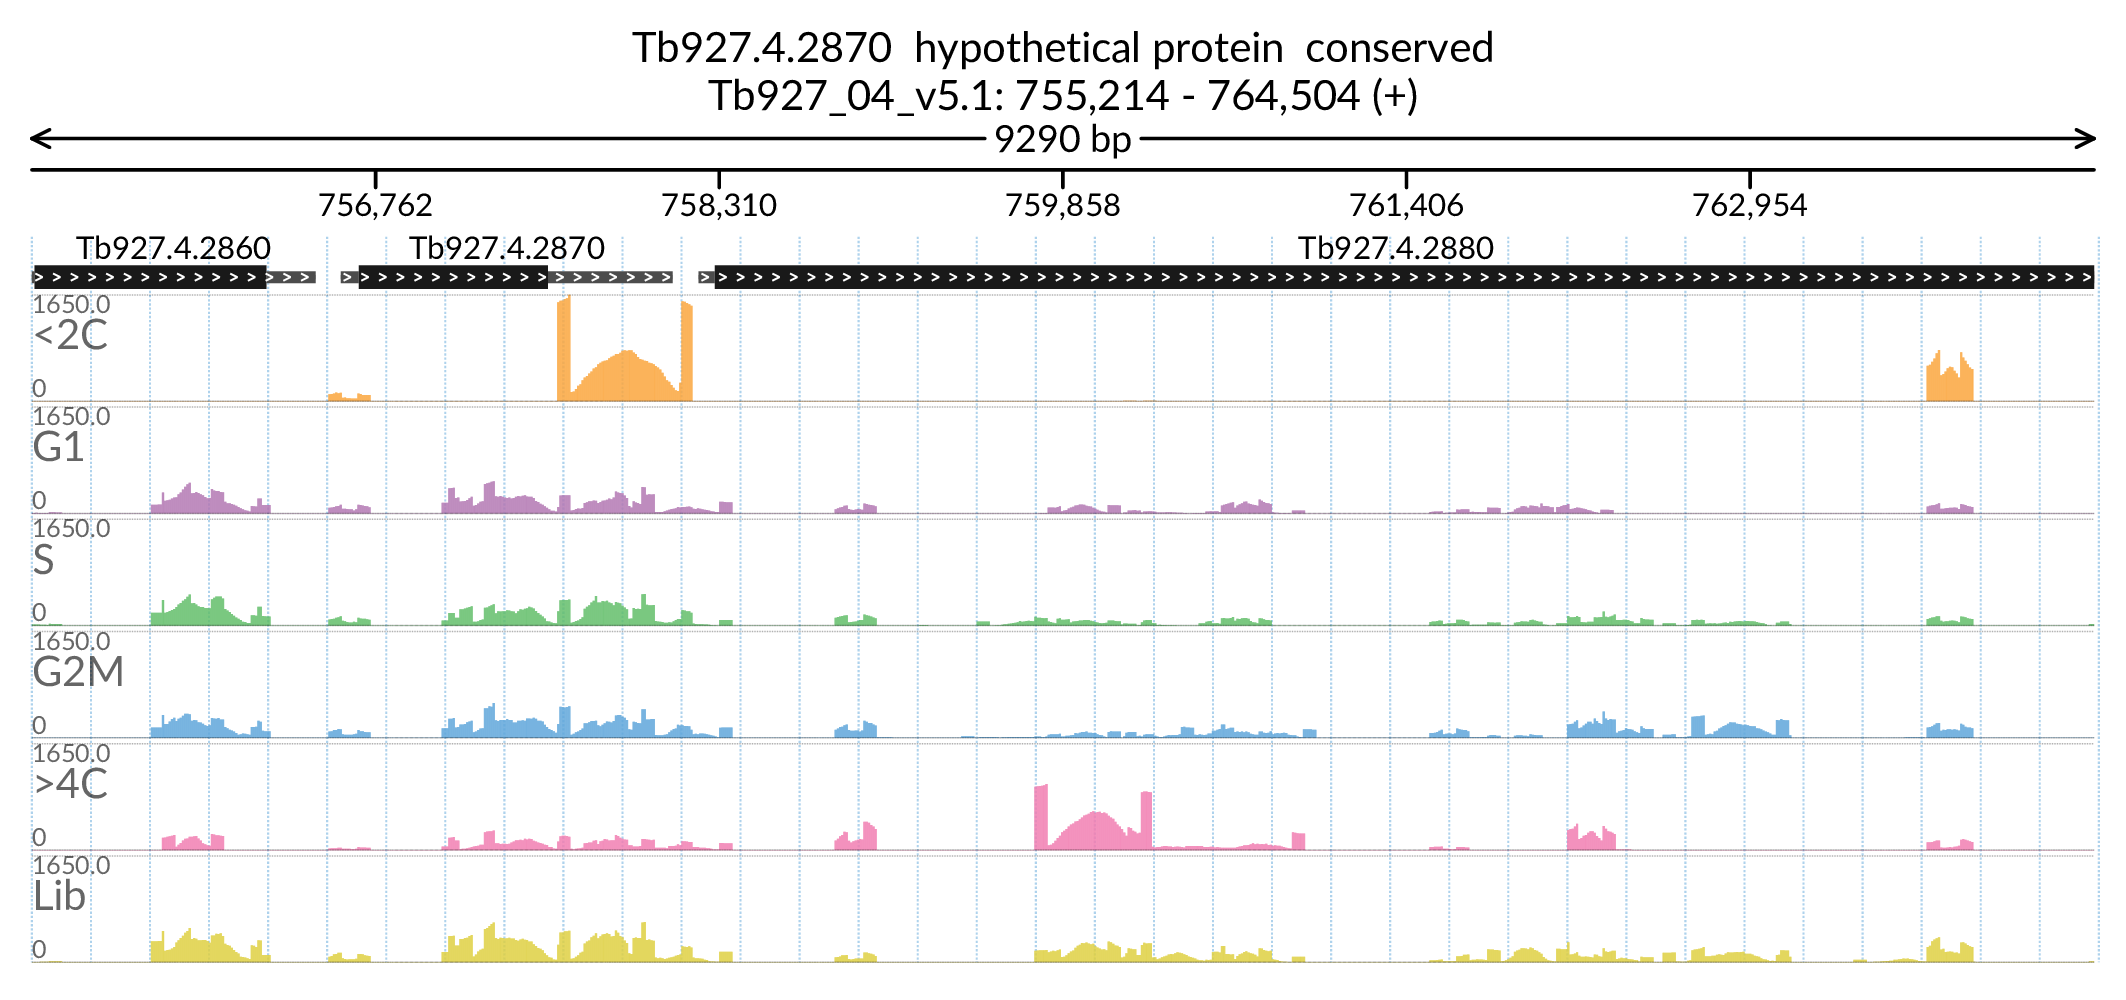 Tb927.4.2870  hypothetical protein  conserved
Tb927_04_v5.1: 755,214 - 764,504 (+)
9290 bp
756,762 758,310 759,858 761,406 762,954
Tb927.4.2860 Tb927.4.2870 Tb927.4.2880
1650.0
<2C
0
1650.0
G1
0
1650.0
S
0
1650.0
G2M
0
1650.0
>4C
0
1650.0
Lib
0